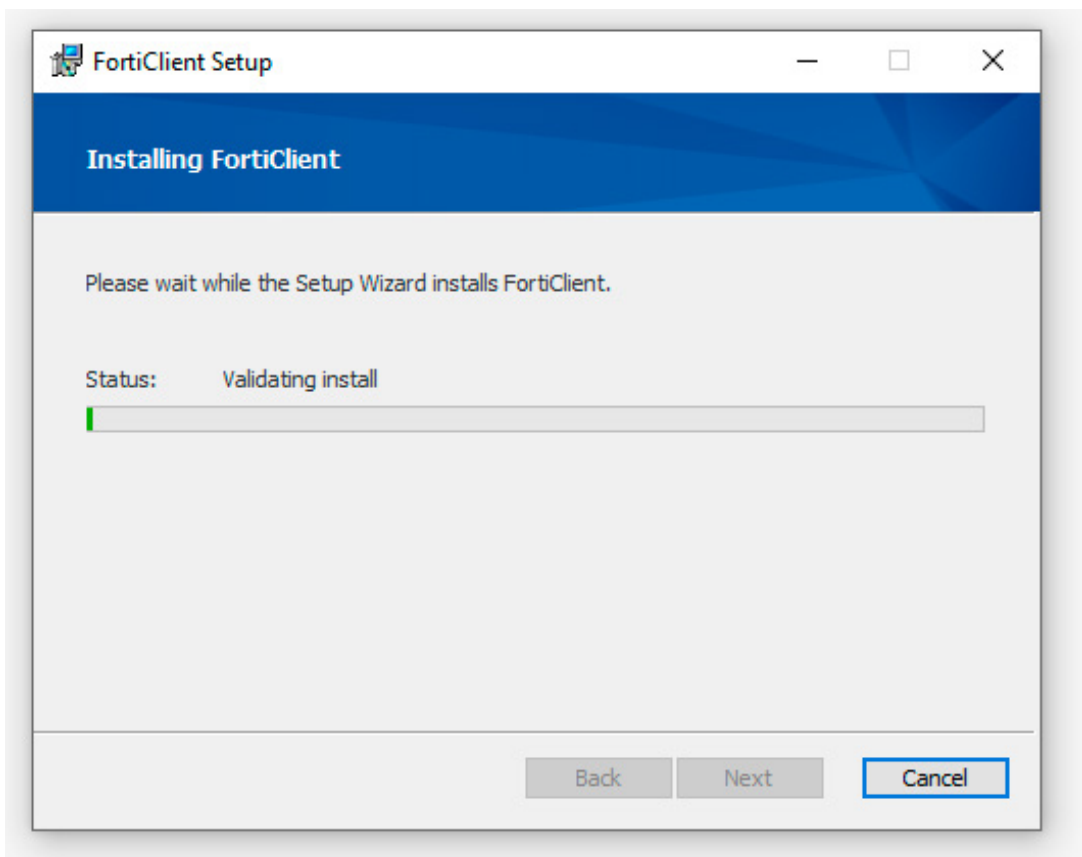 FortiClient Setup
Installing FortiClient
Please wait while the Setup Wizard installs FortiClient.
Status: Validating install
Back Next Cancel